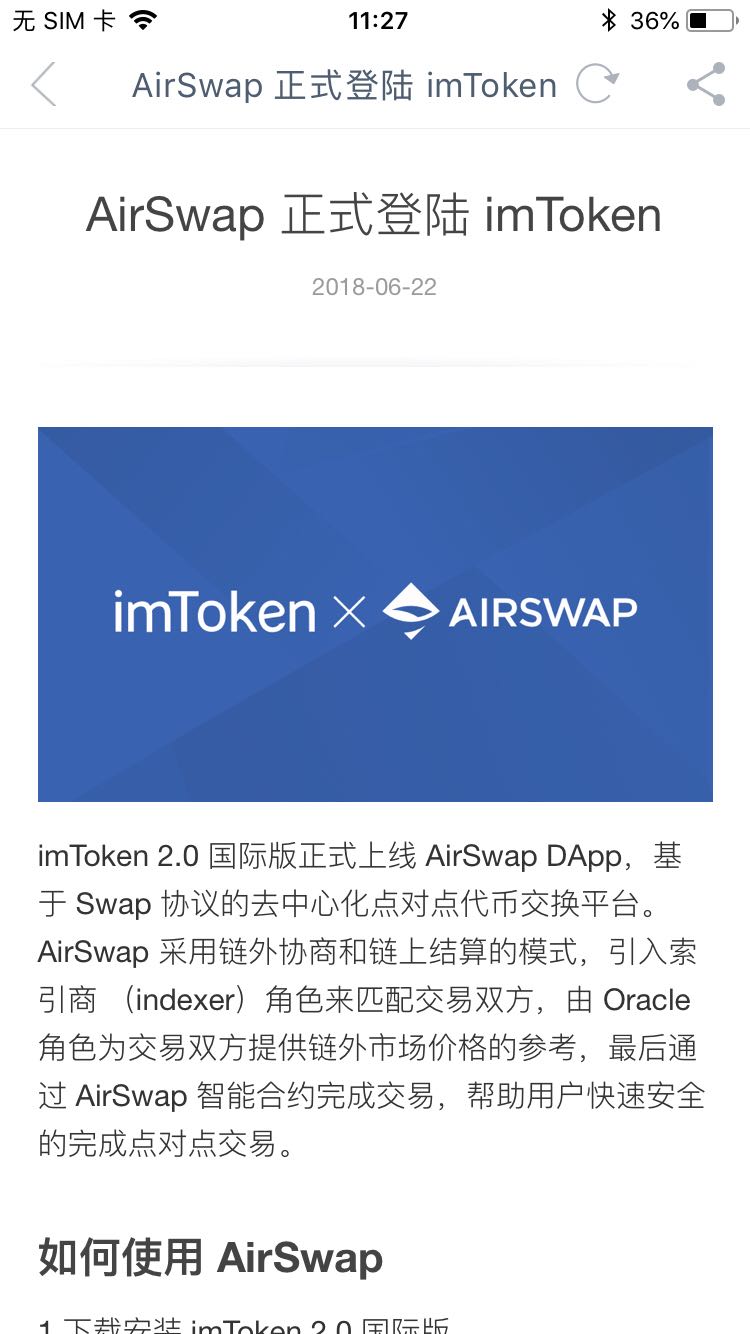 无 SIM 卡 11:27 36%
AirSwap 正式登陆 imToken
AirSwap 正式登陆 imToken
2018-06-22
imToken × AIRSWAP
imToken 2.0 国际版正式上线 AirSwap DApp，基
于 Swap 协议的去中心化点对点代币交换平台。
AirSwap 采用链外协商和链上结算的模式，引入索
引商 （indexer）角色来匹配交易双方，由 Oracle
角色为交易双方提供链外市场价格的参考，最后通
过 AirSwap 智能合约完成交易，帮助用户快速安全
的完成点对点交易。
如何使用 AirSwap
1 下载安装 imToken 2.0 国际版